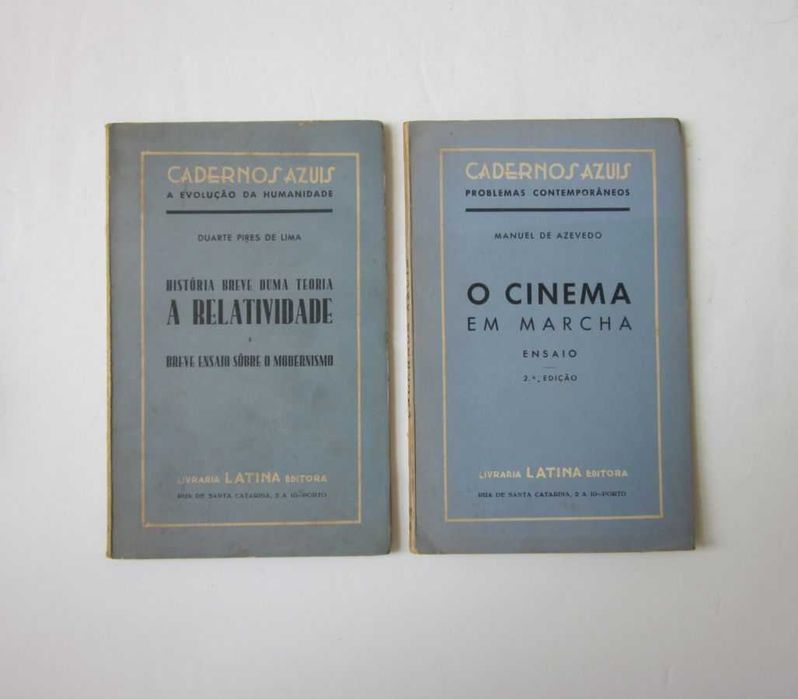 CADERNOS AZUIS
A EVOLUÇÃO DA HUMANIDADE
DUARTE PIRES DE LIMA
HISTÓRIA BREVE DUMA TEORIA
A RELATIVIDADE
E
BREVE ENSAIO SÔBRE O MODERNISMO
LIVRARIA LATINA EDITORA
RUA DE SANTA CATARINA, 2 A 10—PORTO
CADERNOS AZUIS
PROBLEMAS CONTEMPORÂNEOS
MANUEL DE AZEVEDO
O CINEMA
EM MARCHA
ENSAIO
2.ª, EDIÇÃO
LIVRARIA LATINA EDITORA
RUA DE SANTA CATARINA, 2 A 10—PORTO